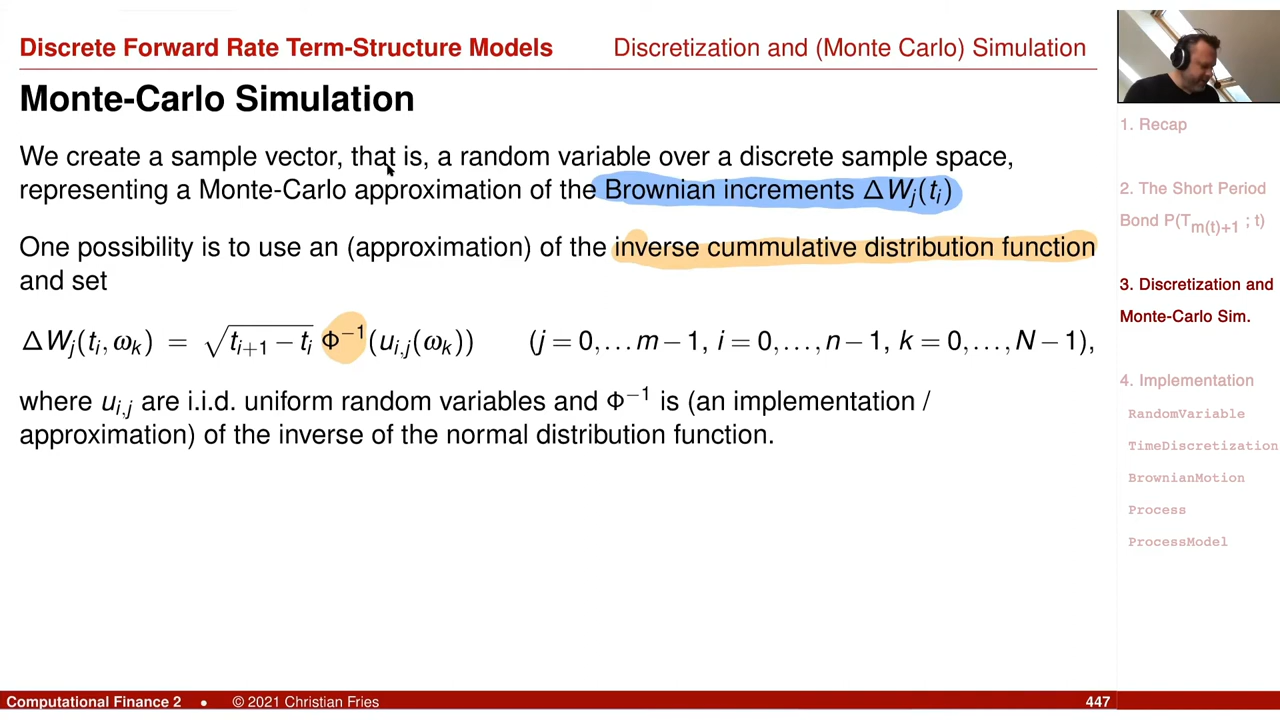 Discrete Forward Rate Term-Structure Models
Discretization and (Monte Carlo) Simulation
Monte-Carlo Simulation
We create a sample vector, that is, a random variable over a discrete sample space,
representing a Monte-Carlo approximation of the Brownian increments ΔW_j(t_i)
One possibility is to use an (approximation) of the inverse cummulative distribution function
and set
ΔW_j(t_i, ω_k) = √(t_{i+1} − t_i) Φ^{−1}(u_{i,j}(ω_k)) (j = 0, … m − 1, i = 0, …, n − 1, k = 0, …, N − 1),
where u_{i,j} are i.i.d. uniform random variables and Φ^{−1} is (an implementation /
approximation) of the inverse of the normal distribution function.
1. Recap
2. The Short Period
Bond P(T_{m(t)+1} ; t)
3. Discretization and
Monte-Carlo Sim.
4. Implementation
RandomVariable
TimeDiscretization
BrownianMotion
Process
ProcessModel
Computational Finance 2 • © 2021 Christian Fries 447